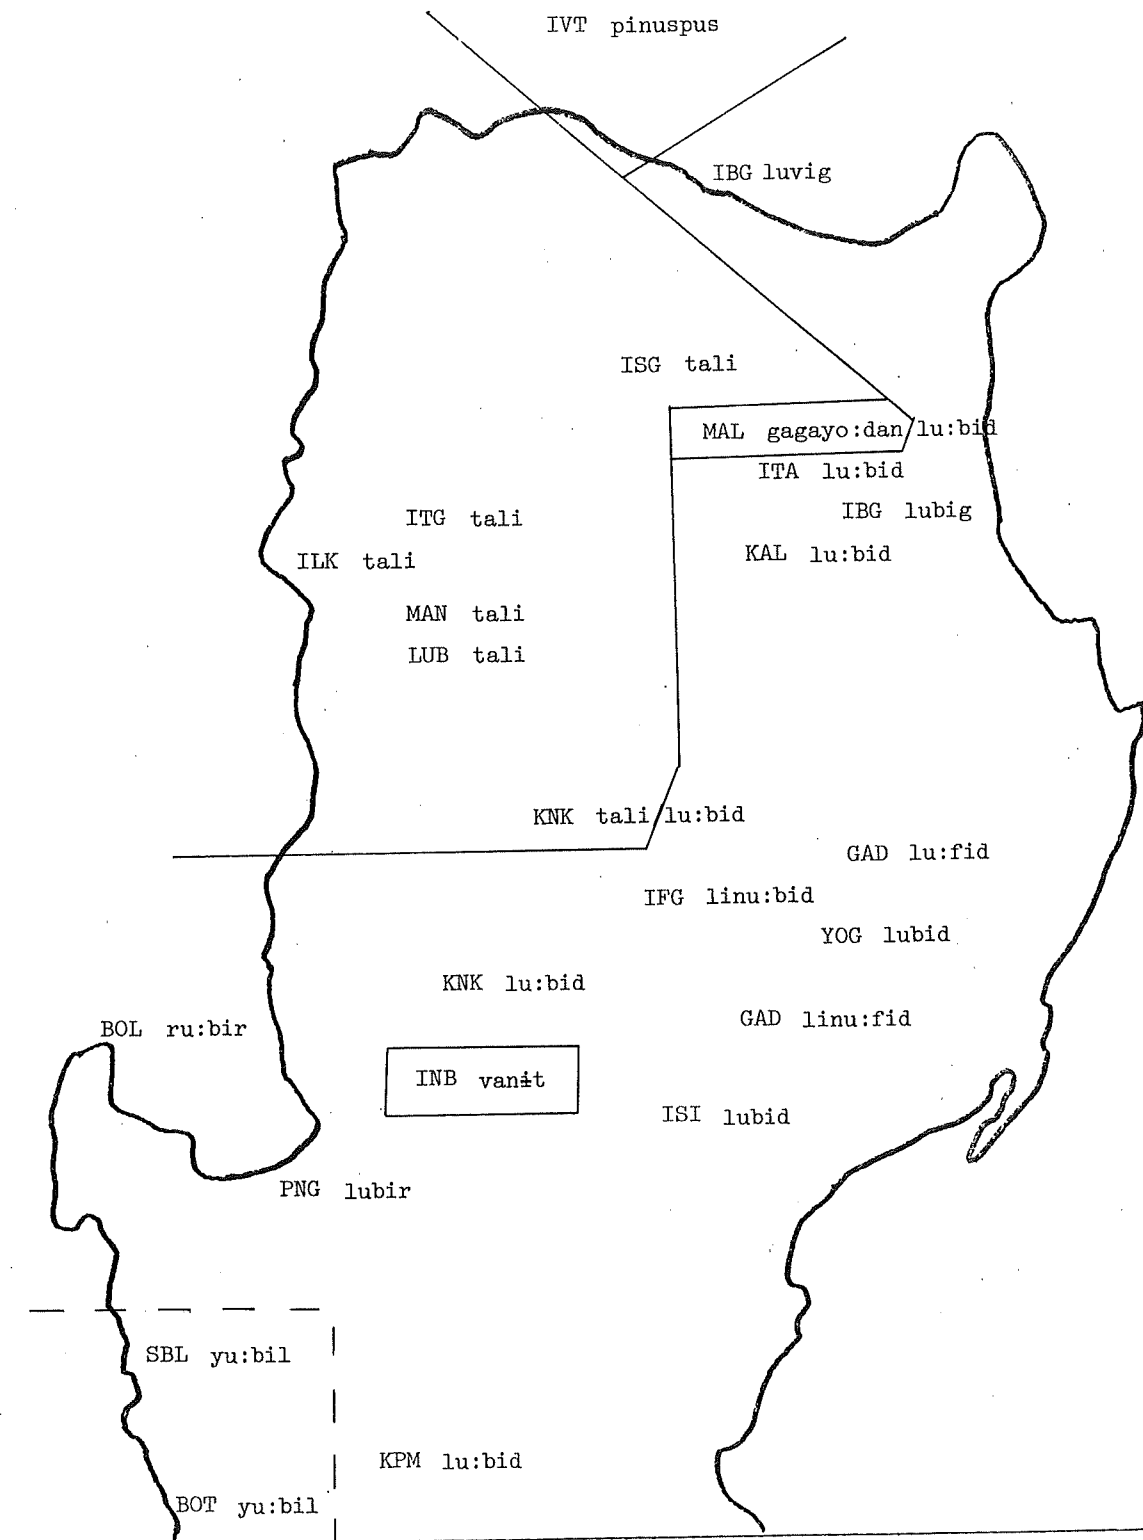 IVT pinuspus
IBG luvig
ISG tali
MAL gagayo:dan/lu:bid
ITA lu:bid
IBG lubig
ITG tali
KAL lu:bid
ILK tali
MAN tali
LUB tali
KNK tali/lu:bid
GAD lu:fid
IFG linu:bid
YOG lubid
KNK lu:bid
GAD linu:fid
BOL ru:bir
INB vanɨt
ISI lubid
PNG lubir
SBL yu:bil
KPM lu:bid
BOT yu:bil